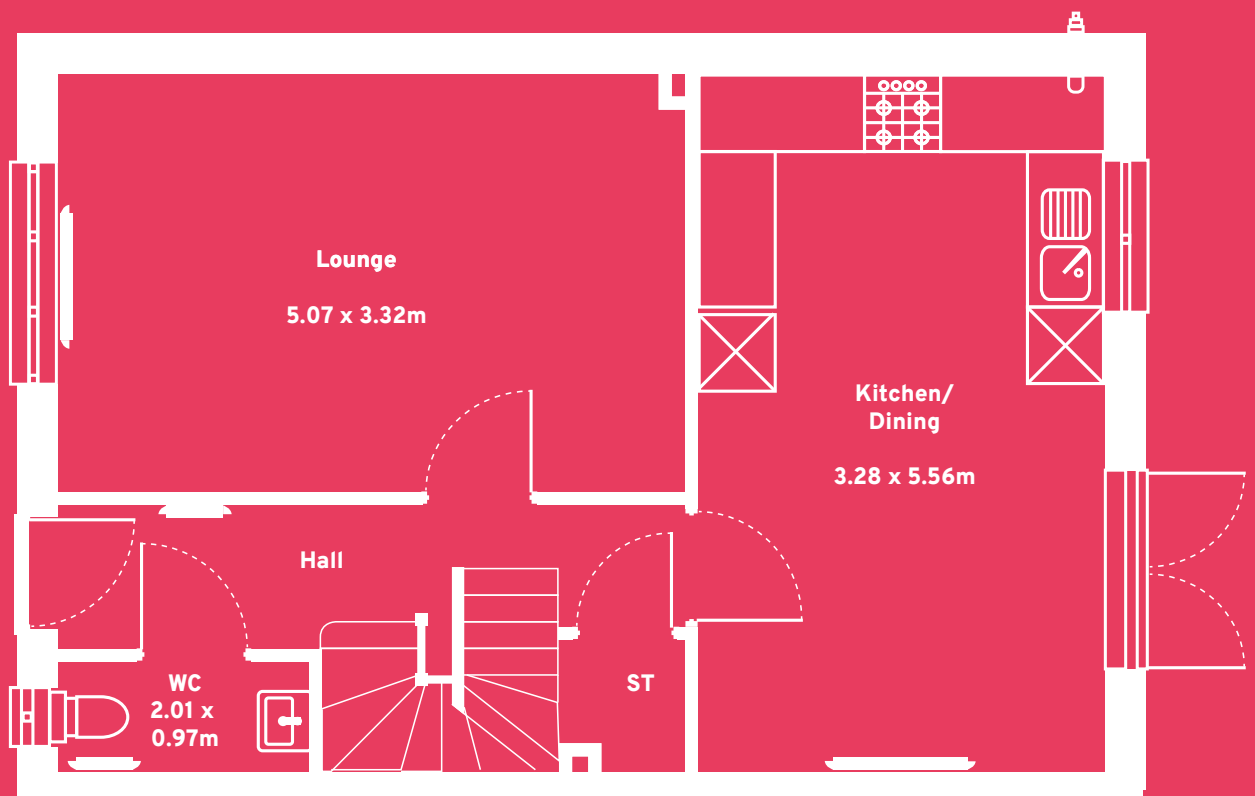 Lounge
5.07 x 3.32m
Kitchen/
Dining
3.28 x 5.56m
Hall
WC
2.01 x
0.97m
ST